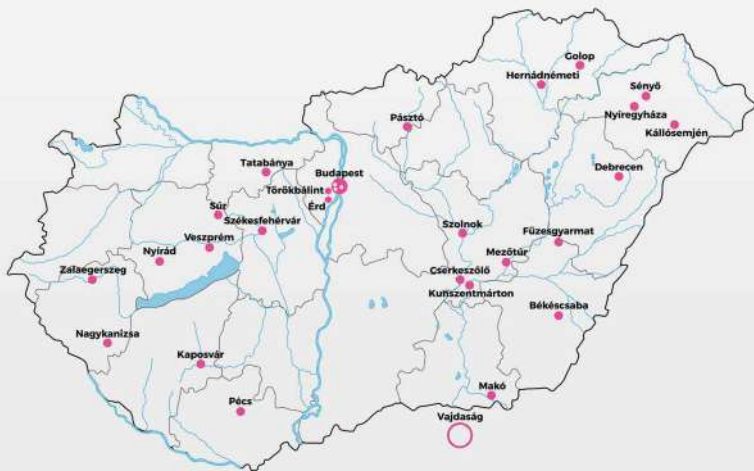 Golop
Hernádnémeti
Sényő
Pásztó
Nyíregyháza
Kállósemjén
Tatabánya
Budapest
Debrecen
Törökbálint
Súr
Érd
Székesfehérvár
Szolnok
Füzesgyarmat
Veszprém
Nyírád
Mezőtúr
Zalaegerszeg
Cserkeszőlő
Kunszentmárton
Békéscsaba
Nagykanizsa
Kaposvár
Makó
Pécs
Vajdaság